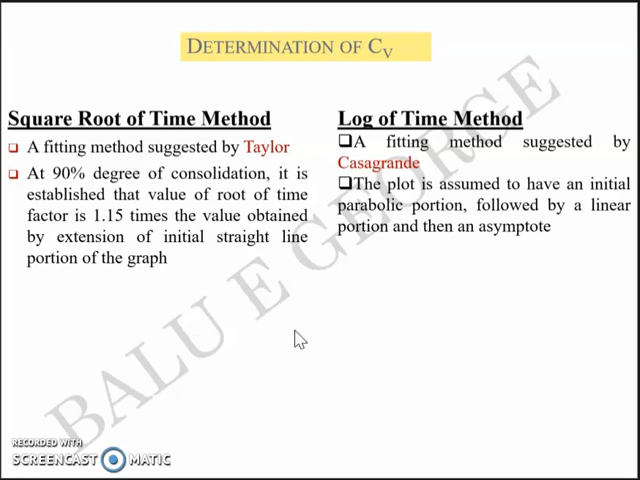 DETERMINATION OF CV
Square Root of Time Method
A fitting method suggested by Taylor
At 90% degree of consolidation, it is
established that value of root of time
factor is 1.15 times the value obtained
by extension of initial straight line
portion of the graph
Log of Time Method
A fitting method suggested by
Casagrande
The plot is assumed to have an initial
parabolic portion, followed by a linear
portion and then an asymptote
BALU E GEORGE
RECORDED WITH
SCREENCAST MATIC